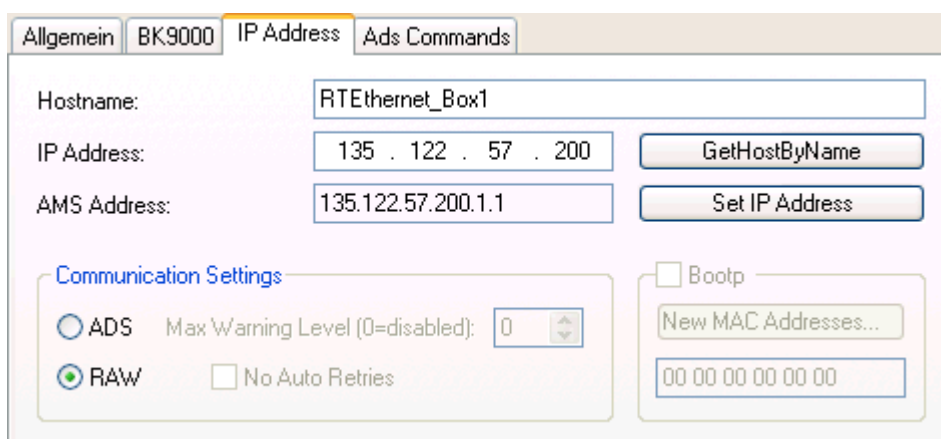 Allgemein BK9000 IP Address Ads Commands
Hostname: RTEthernet_Box1
IP Address: 135 . 122 . 57 . 200 GetHostByName
AMS Address: 135.122.57.200.1.1 Set IP Address
Communication Settings Bootp
ADS Max Warning Level (0=disabled): 0 New MAC Addresses...
RAW No Auto Retries 00 00 00 00 00 00